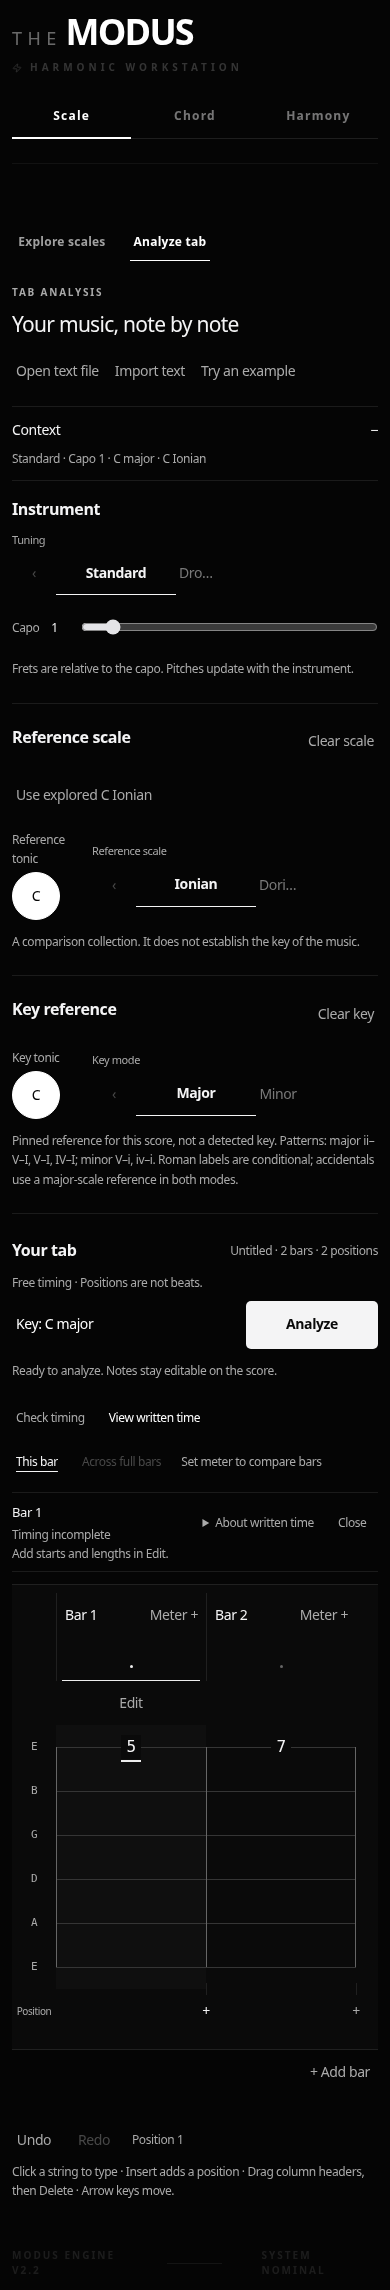 THE MODUS
HARMONIC WORKSTATION
Scale Chord Harmony
Explore scales Analyze tab
TAB ANALYSIS
Your music, note by note
Open text file Import text Try an example
Context –
Standard · Capo 1 · C major · C Ionian
Instrument
Tuning
‹ Standard Dro...
Capo 1
Frets are relative to the capo. Pitches update with the instrument.
Reference scale Clear scale
Use explored C Ionian
Reference tonic Reference scale
C ‹ Ionian Dori...
A comparison collection. It does not establish the key of the music.
Key reference Clear key
Key tonic Key mode
C ‹ Major Minor
Pinned reference for this score, not a detected key. Patterns: major ii–
V–I, V–I, IV–I; minor V–i, iv–i. Roman labels are conditional; accidentals
use a major-scale reference in both modes.
Your tab Untitled · 2 bars · 2 positions
Free timing · Positions are not beats.
Key: C major Analyze
Ready to analyze. Notes stay editable on the score.
Check timing View written time
This bar Across full bars Set meter to compare bars
Bar 1
Timing incomplete
Add starts and lengths in Edit.
▶ About written time Close
Bar 1 Meter + Bar 2 Meter +
Edit
E 5 7
B
G
D
A
E
Position + +
+ Add bar
Undo Redo Position 1
Click a string to type · Insert adds a position · Drag column headers,
then Delete · Arrow keys move.
MODUS ENGINE V2.2
SYSTEM NOMINAL